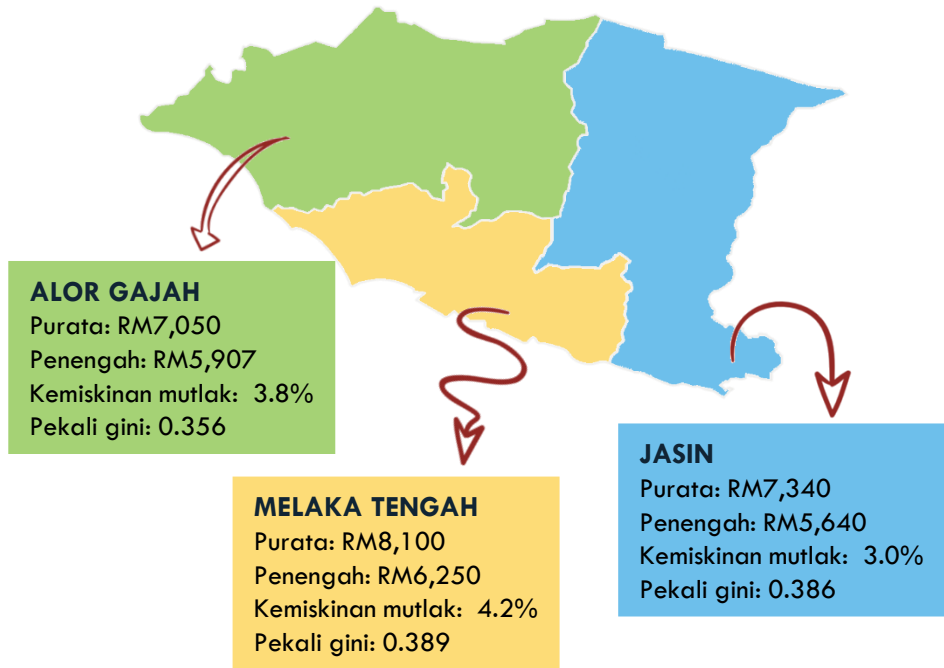 ALOR GAJAH
Purata: RM7,050
Penengah: RM5,907
Kemiskinan mutlak: 3.8%
Pekali gini: 0.356
MELAKA TENGAH
Purata: RM8,100
Penengah: RM6,250
Kemiskinan mutlak: 4.2%
Pekali gini: 0.389
JASIN
Purata: RM7,340
Penengah: RM5,640
Kemiskinan mutlak: 3.0%
Pekali gini: 0.386